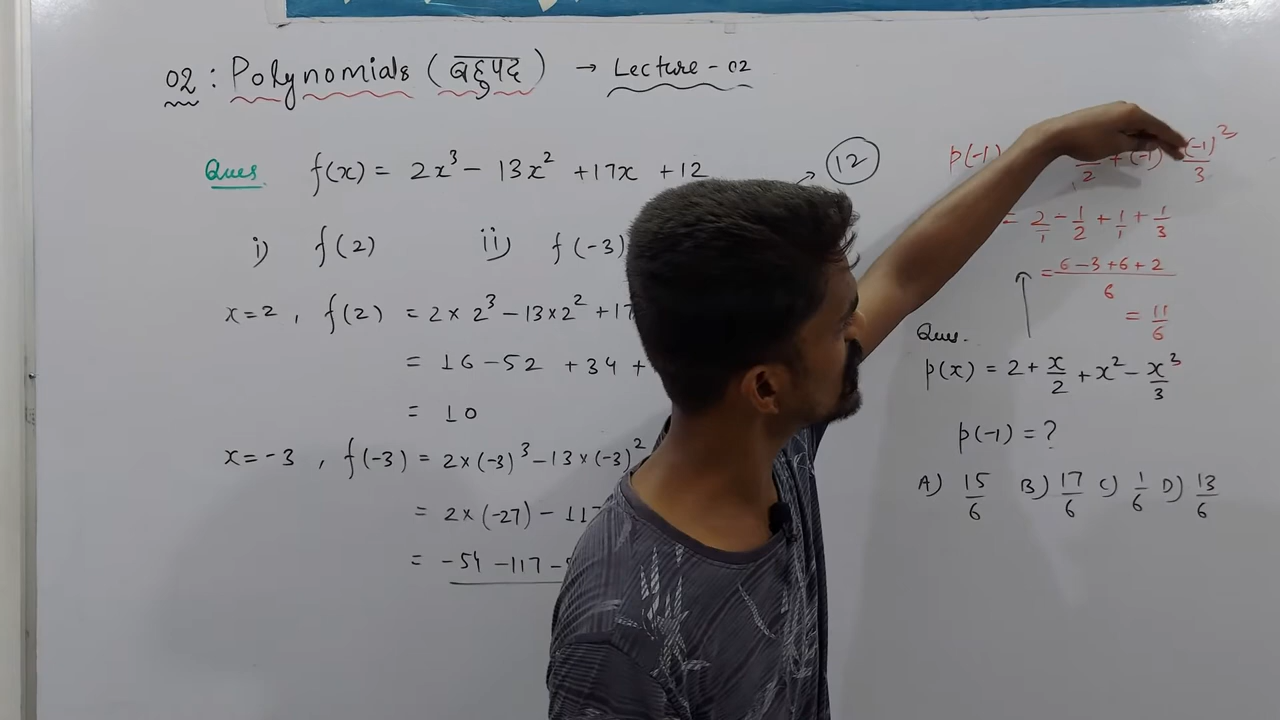 02 : Polynomials (बहुपद) → Lecture - 02
Ques. f(x) = 2x³ - 13x² + 17x + 12
i) f(2) ii) f(-3)
x = 2 , f(2) = 2 × 2³ - 13 × 2² + 17
= 16 - 52 + 34 +
= 10
x = -3 , f(-3) = 2 × (-3)³ - 13 × (-3)²
= 2 × (-27) - 117
= -54 - 117 -
12
p(-1) 2 + (-1) (-1)³/3
= 2/1 - 1/2 + 1/1 + 1/3
= (6 - 3 + 6 + 2)/6
= 11/6
Ques.
p(x) = 2 + x/2 + x² - x³/3
p(-1) = ?
A) 15/6 B) 17/6 C) 1/6 D) 13/6